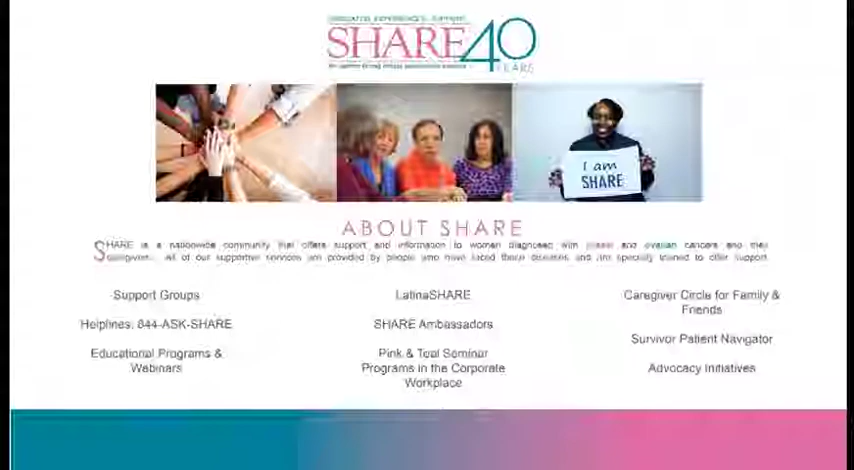 SHARE 40
YEARS
I am
SHARE
ABOUT SHARE
SHARE is a nationwide community that offers support and information to women diagnosed with breast and ovarian cancers and their
caregivers. All of our supportive services are provided by people who have faced these diseases and are specially trained to offer support.
Support Groups
LatinaSHARE
Caregiver Circle for Family &
Friends
Helplines: 844-ASK-SHARE
SHARE Ambassadors
Survivor Patient Navigator
Educational Programs &
Webinars
Pink & Teal Seminar
Programs in the Corporate
Workplace
Advocacy Initiatives